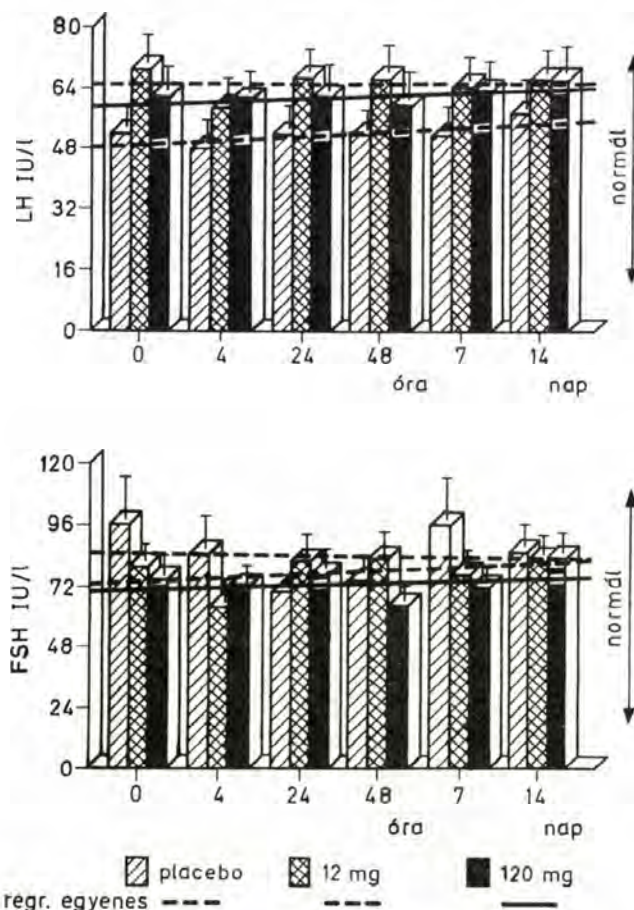 80
64
48
32
16
0
LH IU/l
normál
0 4 24 48 7 14
óra nap
120
96
72
48
24
0
FSH IU/l
normál
0 4 24 48 7 14
óra nap
placebo 12 mg 120 mg
regr. egyenes